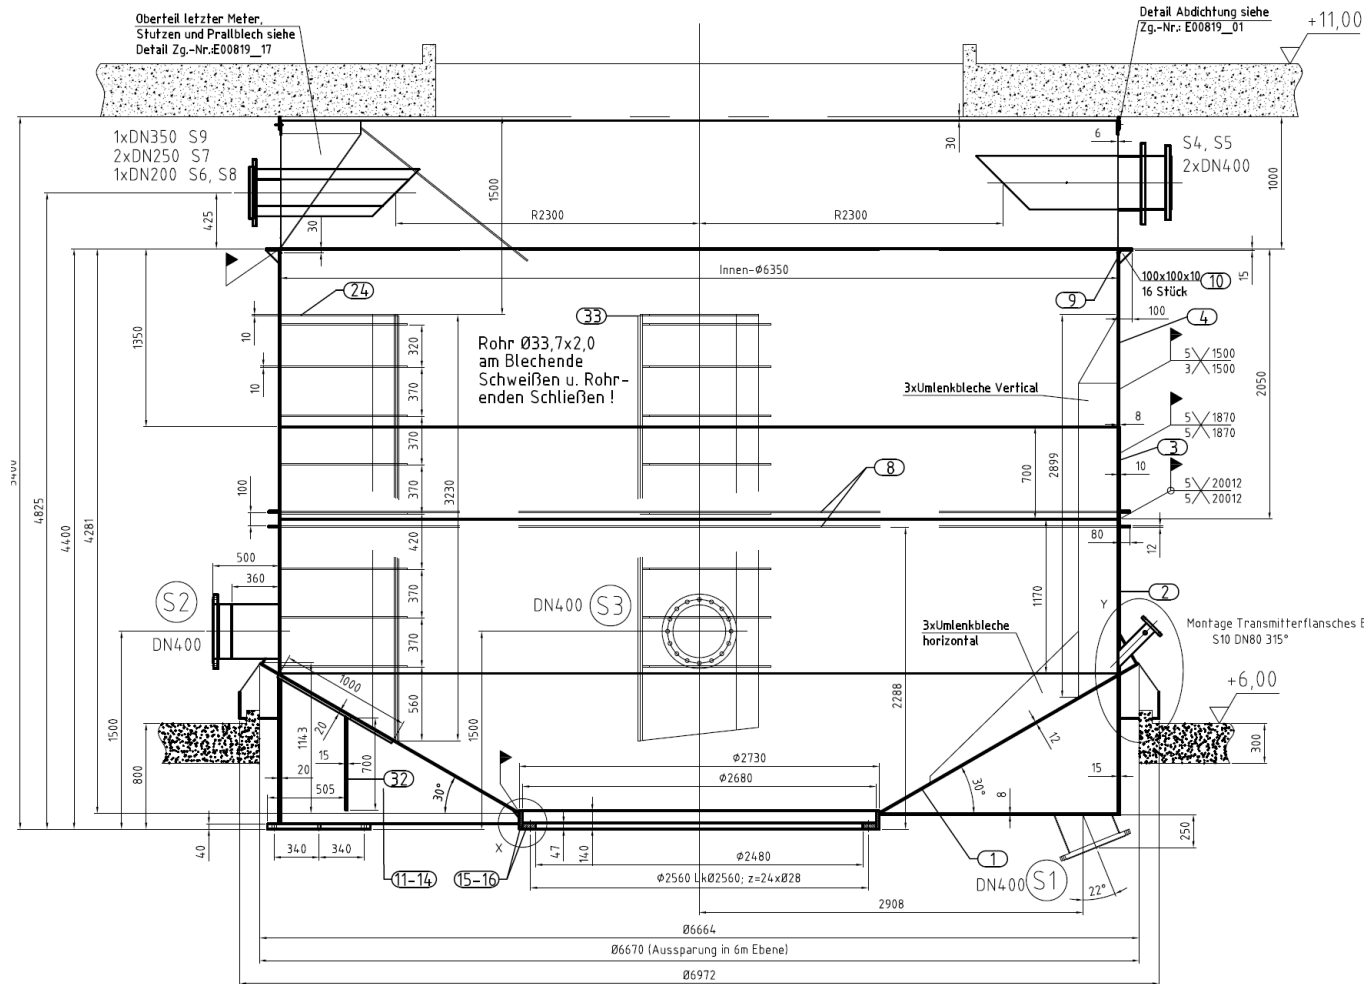 Oberteil letzter Meter,
Stutzen und Prallblech siehe
Detail Zg.-Nr.:E00819__17
Detail Abdichtung siehe
Zg.-Nr.: E00819__01
+11,00
1xDN350 S9
2xDN250 S7
1xDN200 S6, S8
S4, S5
2xDN400
6
30
1000
1500
425
30
R2300
R2300
Innen-Ø6350
100x100x10
16 Stück
10
15
9
100
24
33
4
Rohr Ø33,7x2,0
am Blechende
Schweißen u. Rohr-
enden Schließen !
10
320
1350
10
370
370
370
3xUmlenkbleche Vertical
5 1500
3 1500
2050
8
5 1870
5 1870
3
10
5 20012
5 20012
2899
700
8
3230
100
420
80
12
4825
4400
4281
500
360
S2
DN400
370
370
560
DN400
S3
1170
2
Y
Montage Transmitterflansches
S10 DN80 315°
3xUmlenkbleche
horizontal
+6,00
1000
20
1143
15
700
20
505
32
30°
1500
800
1500
2288
Ø2730
Ø2680
12
30°
15
8
300
250
40
340
340
X
47
140
Ø2480
11-14
15-16
Ø2560 LkØ2560; z=24xØ28
1
DN400
S1
22°
2908
Ø6664
Ø6670 (Aussparung in 6m Ebene)
Ø6972